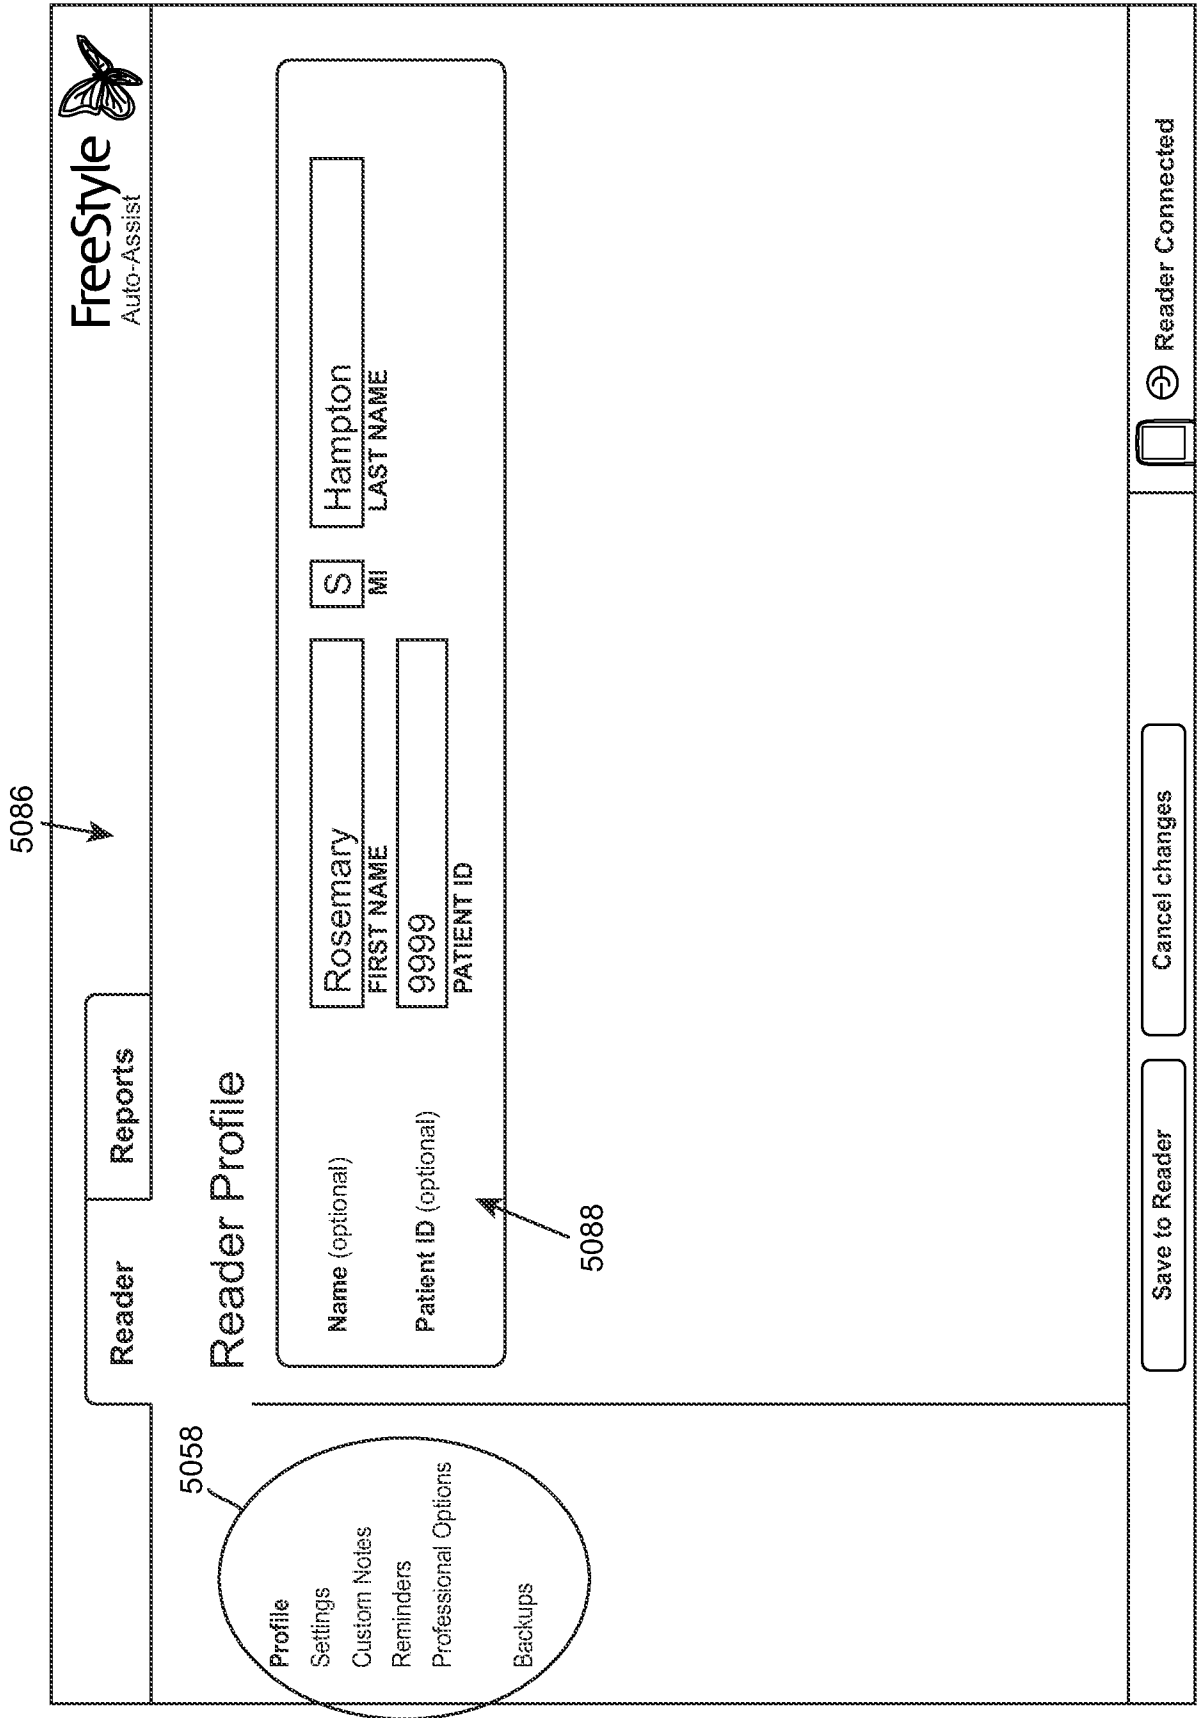 5086
FreeStyle
Auto-Assist
Reader
Reports
5058
Profile
Settings
Custom Notes
Reminders
Professional Options
Backups
Reader Profile
Name (optional)
Rosemary
S
Hampton
FIRST NAME
MI
LAST NAME
Patient ID (optional)
9999
PATIENT ID
5088
Save to Reader
Cancel changes
Reader Connected